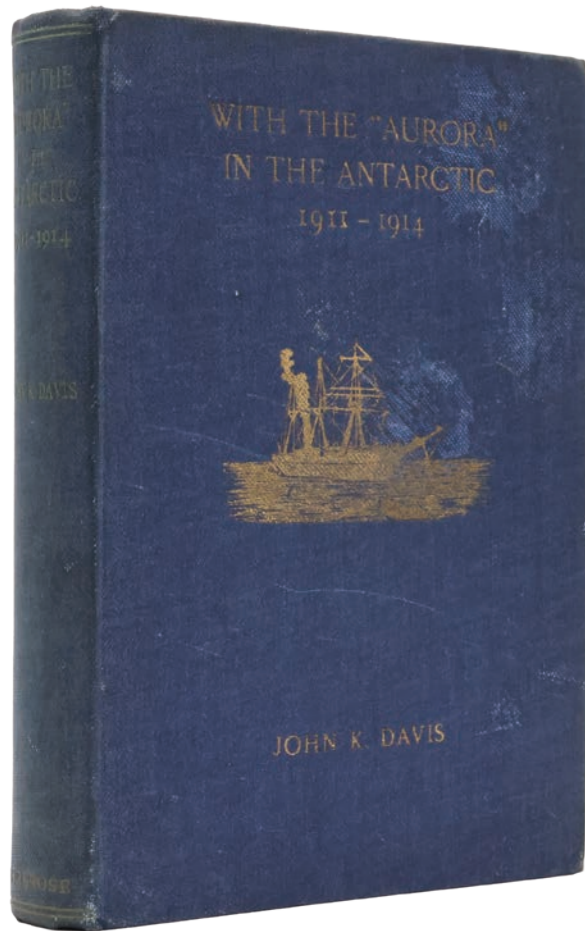 WITH THE
"AURORA"
IN THE
ANTARCTIC
1911-1914
JOHN K. DAVIS
WITH THE "AURORA"
IN THE ANTARCTIC
1911 – 1914
JOHN K. DAVIS